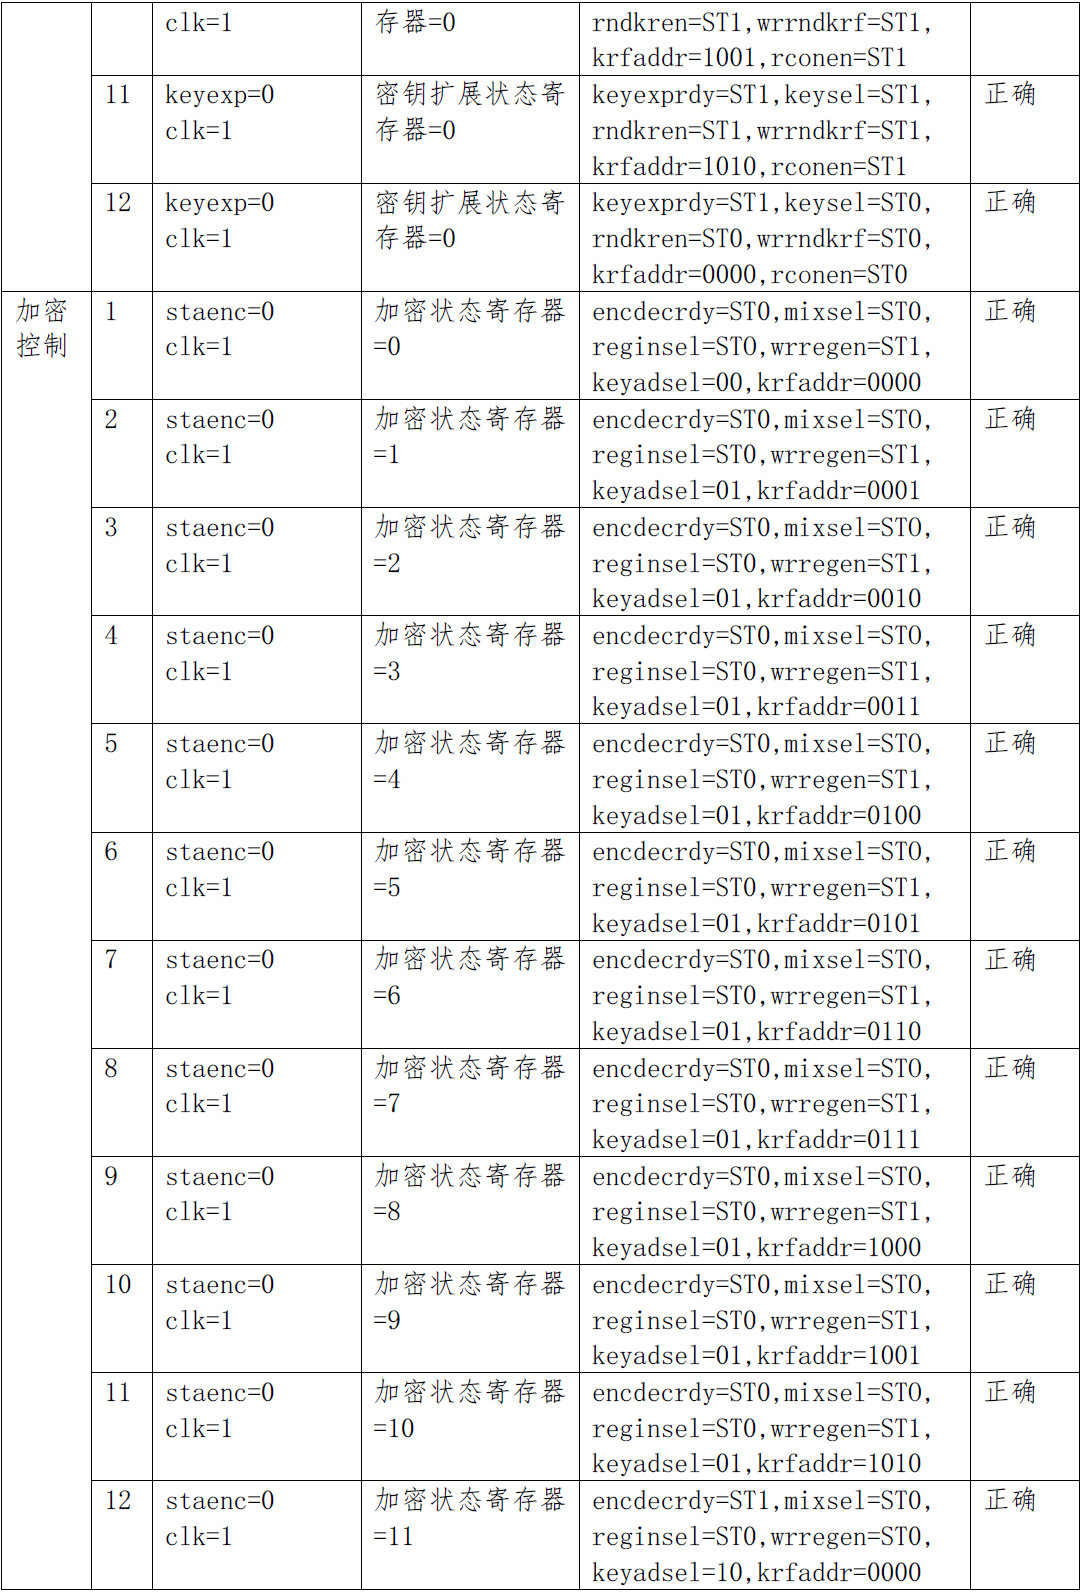 clk=1 存器=0 rndkren=ST1,wrrndkrf=ST1,
krfaddr=1001,rconen=ST1
11 keyexp=0 密钥扩展状态寄 keyexprdy=ST1,keysel=ST1, 正确
clk=1 存器=0 rndkren=ST1,wrrndkrf=ST1,
krfaddr=1010,rconen=ST1
12 keyexp=0 密钥扩展状态寄 keyexprdy=ST1,keysel=ST0, 正确
clk=1 存器=0 rndkren=ST0,wrrndkrf=ST0,
krfaddr=0000,rconen=ST0
加密 1 staenc=0 加密状态寄存器 encdecrdy=ST0,mixsel=ST0, 正确
控制 clk=1 =0 reginsel=ST0,wrregen=ST1,
keyadsel=00,krfaddr=0000
2 staenc=0 加密状态寄存器 encdecrdy=ST0,mixsel=ST0, 正确
clk=1 =1 reginsel=ST0,wrregen=ST1,
keyadsel=01,krfaddr=0001
3 staenc=0 加密状态寄存器 encdecrdy=ST0,mixsel=ST0, 正确
clk=1 =2 reginsel=ST0,wrregen=ST1,
keyadsel=01,krfaddr=0010
4 staenc=0 加密状态寄存器 encdecrdy=ST0,mixsel=ST0, 正确
clk=1 =3 reginsel=ST0,wrregen=ST1,
keyadsel=01,krfaddr=0011
5 staenc=0 加密状态寄存器 encdecrdy=ST0,mixsel=ST0, 正确
clk=1 =4 reginsel=ST0,wrregen=ST1,
keyadsel=01,krfaddr=0100
6 staenc=0 加密状态寄存器 encdecrdy=ST0,mixsel=ST0, 正确
clk=1 =5 reginsel=ST0,wrregen=ST1,
keyadsel=01,krfaddr=0101
7 staenc=0 加密状态寄存器 encdecrdy=ST0,mixsel=ST0, 正确
clk=1 =6 reginsel=ST0,wrregen=ST1,
keyadsel=01,krfaddr=0110
8 staenc=0 加密状态寄存器 encdecrdy=ST0,mixsel=ST0, 正确
clk=1 =7 reginsel=ST0,wrregen=ST1,
keyadsel=01,krfaddr=0111
9 staenc=0 加密状态寄存器 encdecrdy=ST0,mixsel=ST0, 正确
clk=1 =8 reginsel=ST0,wrregen=ST1,
keyadsel=01,krfaddr=1000
10 staenc=0 加密状态寄存器 encdecrdy=ST0,mixsel=ST0, 正确
clk=1 =9 reginsel=ST0,wrregen=ST1,
keyadsel=01,krfaddr=1001
11 staenc=0 加密状态寄存器 encdecrdy=ST0,mixsel=ST0, 正确
clk=1 =10 reginsel=ST0,wrregen=ST1,
keyadsel=01,krfaddr=1010
12 staenc=0 加密状态寄存器 encdecrdy=ST1,mixsel=ST0, 正确
clk=1 =11 reginsel=ST0,wrregen=ST0,
keyadsel=10,krfaddr=0000